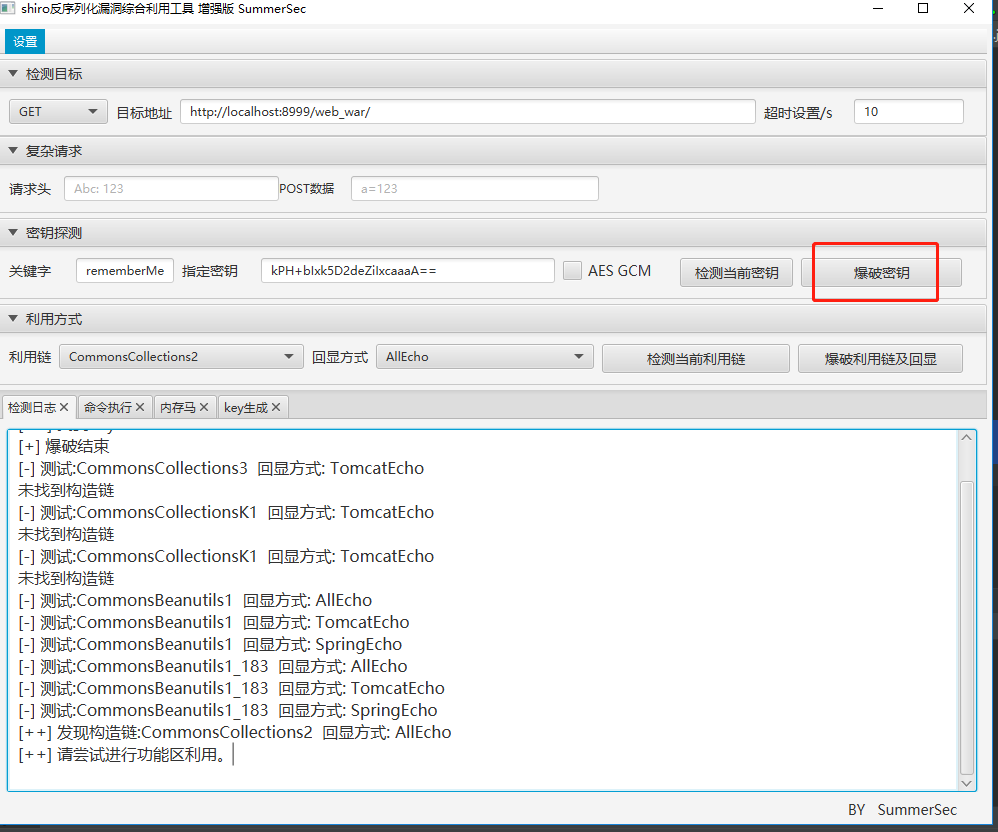 shiro反序列化漏洞综合利用工具 增强版 SummerSec
设置
检测目标
GET 目标地址 http://localhost:8999/web_war/ 超时设置/s 10
复杂请求
请求头 Abc: 123 POST数据 a=123
密钥探测
关键字 rememberMe 指定密钥 kPH+bIxk5D2deZiIxcaaaA== AES GCM 检测当前密钥 爆破密钥
利用方式
利用链 CommonsCollections2 回显方式 AllEcho 检测当前利用链 爆破利用链及回显
检测日志 命令执行 内存马 key生成
[+] 爆破结束
[-] 测试:CommonsCollections3 回显方式: TomcatEcho
未找到构造链
[-] 测试:CommonsCollectionsK1 回显方式: TomcatEcho
未找到构造链
[-] 测试:CommonsCollectionsK1 回显方式: TomcatEcho
未找到构造链
[-] 测试:CommonsBeanutils1 回显方式: AllEcho
[-] 测试:CommonsBeanutils1 回显方式: TomcatEcho
[-] 测试:CommonsBeanutils1 回显方式: SpringEcho
[-] 测试:CommonsBeanutils1_183 回显方式: AllEcho
[-] 测试:CommonsBeanutils1_183 回显方式: TomcatEcho
[-] 测试:CommonsBeanutils1_183 回显方式: SpringEcho
[++] 发现构造链:CommonsCollections2 回显方式: AllEcho
[++] 请尝试进行功能区利用。
BY SummerSec